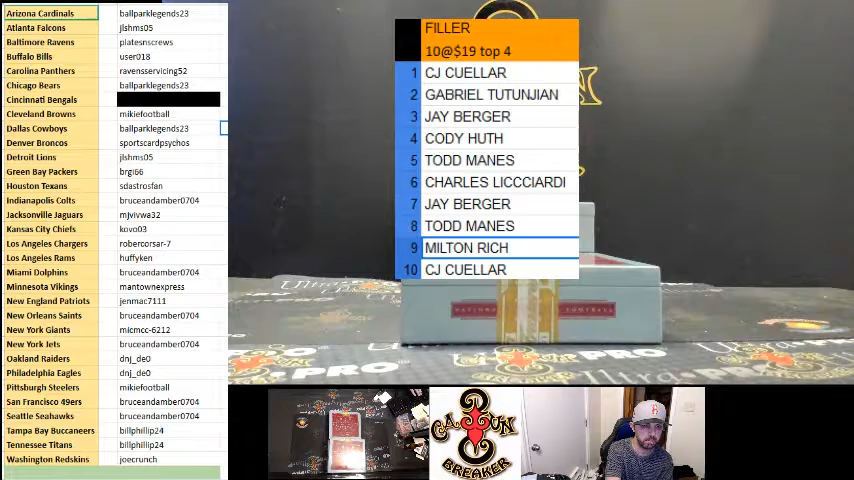 Arizona Cardinals ballparklegends23
Atlanta Falcons jlshms05
Baltimore Ravens platesnscrews
Buffalo Bills user018
Carolina Panthers ravensservicing52
Chicago Bears ballparklegends23
Cincinnati Bengals
Cleveland Browns mikiefootball
Dallas Cowboys ballparklegends23
Denver Broncos sportscardpsychos
Detroit Lions jlshms05
Green Bay Packers brgi66
Houston Texans sdastrosfan
Indianapolis Colts bruceandamber0704
Jacksonville Jaguars mjvivwa32
Kansas City Chiefs kovo03
Los Angeles Chargers robercorsar-7
Los Angeles Rams huffyken
Miami Dolphins bruceandamber0704
Minnesota Vikings mantownexpress
New England Patriots jenmac7111
New Orleans Saints bruceandamber0704
New York Giants micmcc-6212
New York Jets bruceandamber0704
Oakland Raiders dnj_de0
Philadelphia Eagles dnj_de0
Pittsburgh Steelers mikiefootball
San Francisco 49ers bruceandamber0704
Seattle Seahawks bruceandamber0704
Tampa Bay Buccaneers billphillip24
Tennessee Titans billphillip24
Washington Redskins joecrunch
FILLER
10@$19 top 4
1 CJ CUELLAR
2 GABRIEL TUTUNJIAN
3 JAY BERGER
4 CODY HUTH
5 TODD MANES
6 CHARLES LICCCIARDI
7 JAY BERGER
8 TODD MANES
9 MILTON RICH
10 CJ CUELLAR
FOOTBALL
CAJUN
BREAKER